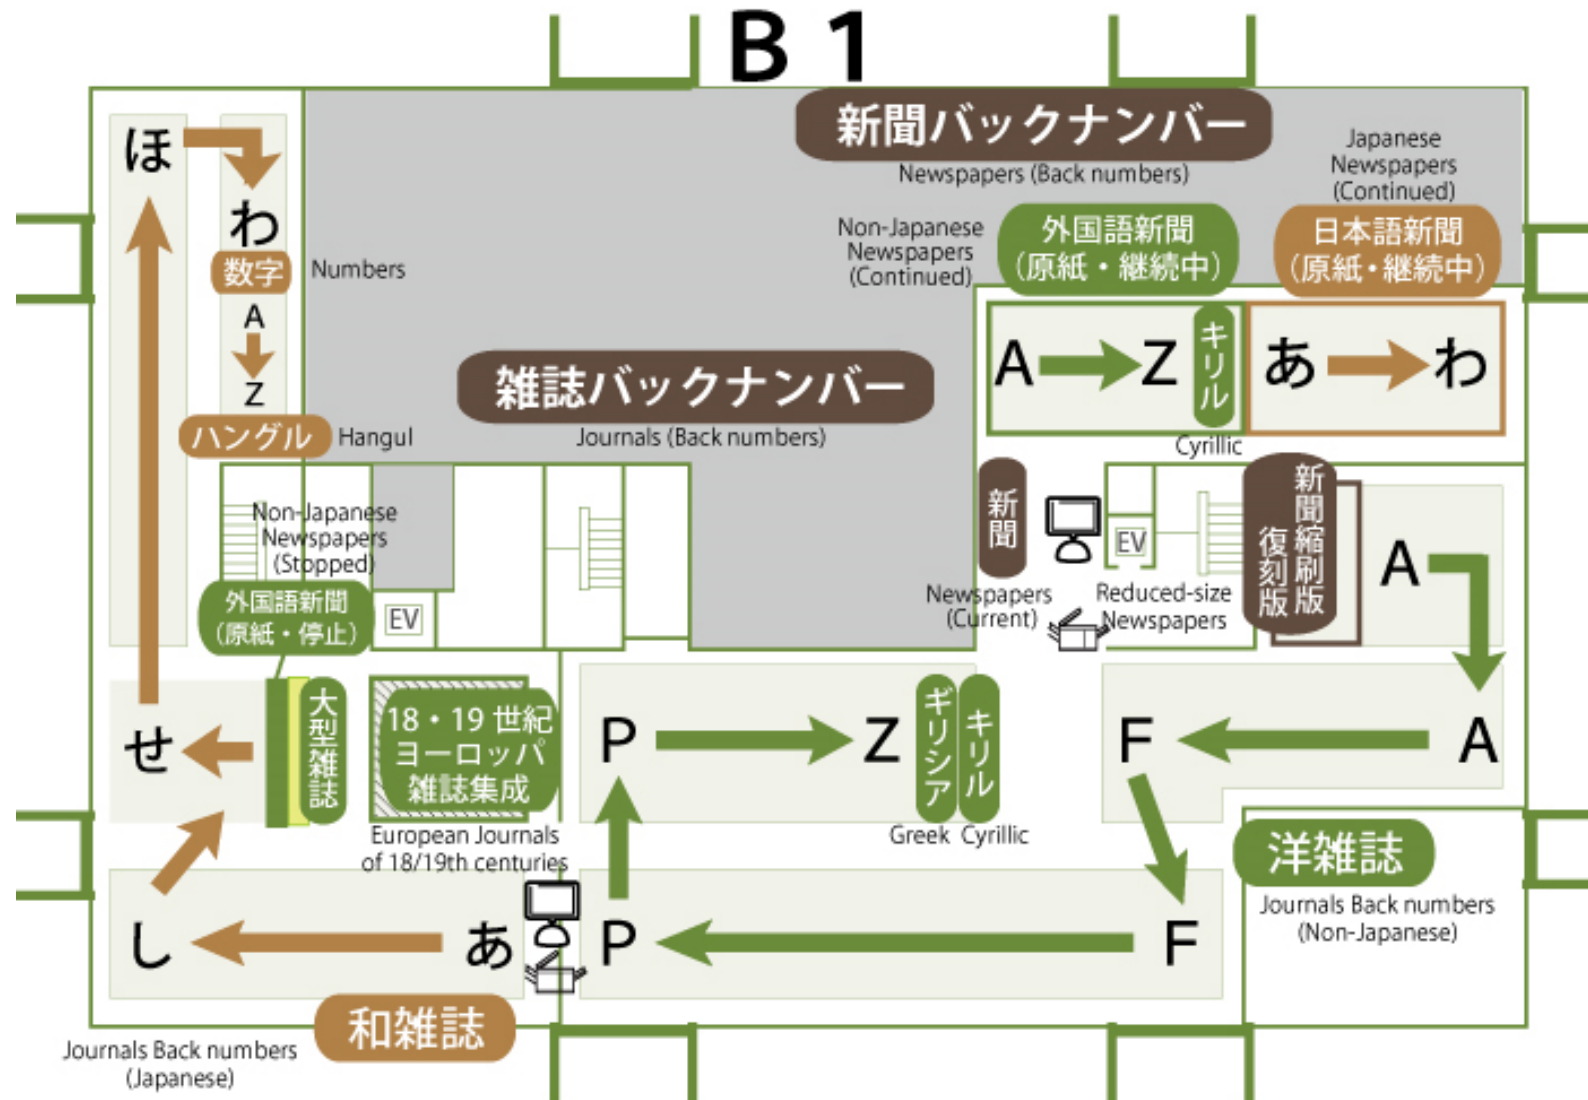 B 1
新聞バックナンバー
Newspapers (Back numbers)
Japanese
Newspapers
(Continued)
Non-Japanese
Newspapers
(Continued)
外国語新聞
(原紙・継続中)
日本語新聞
(原紙・継続中)
ほ
わ
数字
Numbers
A
Z
ハングル
Hangul
雑誌バックナンバー
Journals (Back numbers)
A
Z
キリル
Cyrillic
あ
わ
Non-Japanese
Newspapers
(Stopped)
外国語新聞
(原紙・停止)
EV
新聞
Newspapers
(Current)
EV
Reduced-size
Newspapers
新聞縮刷版
復刻版
A
せ
大型雑誌
18・19世紀
ヨーロッパ
雑誌集成
European Journals
of 18/19th centuries
P
Z
ギリシア
キリル
Greek
Cyrillic
F
A
洋雑誌
Journals Back numbers
(Non-Japanese)
し
あ
P
F
和雑誌
Journals Back numbers
(Japanese)